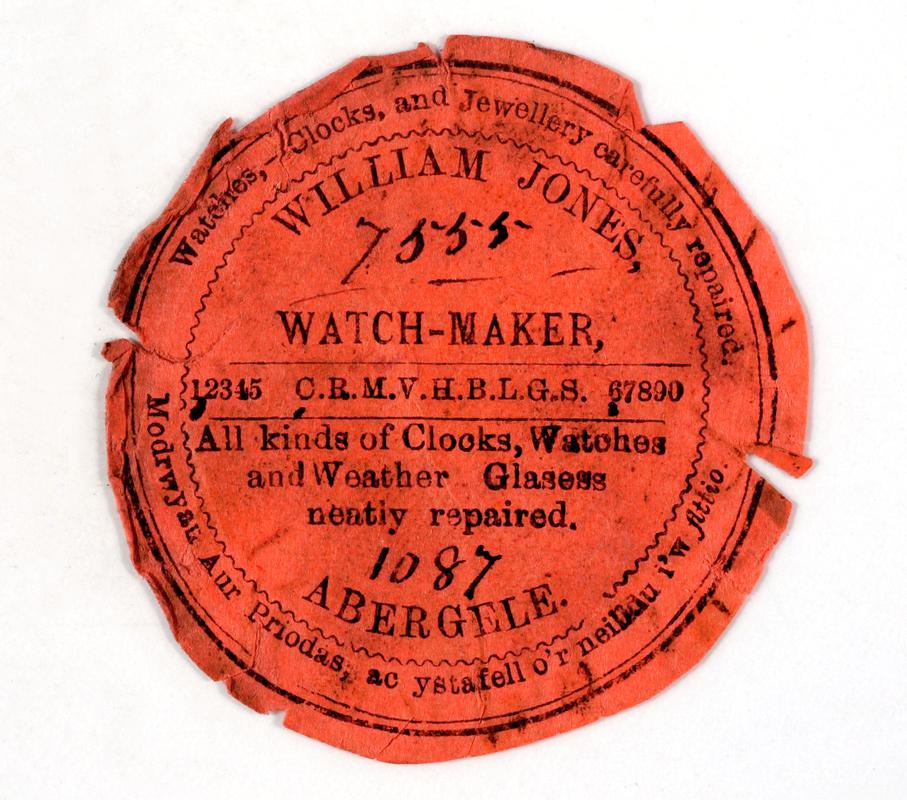 Watches, Clocks, and Jewellery carefully repaired.
WILLIAM JONES,
7555
WATCH-MAKER,
12345 C.R.M.V.H.B.L.G.S. 67890
All kinds of Clocks, Watches
and Weather Glasess
neatly repaired.
1087
ABERGELE.
Modrwyau Aur Priodas, ac ystafell o'r neilldu i'w fittio.